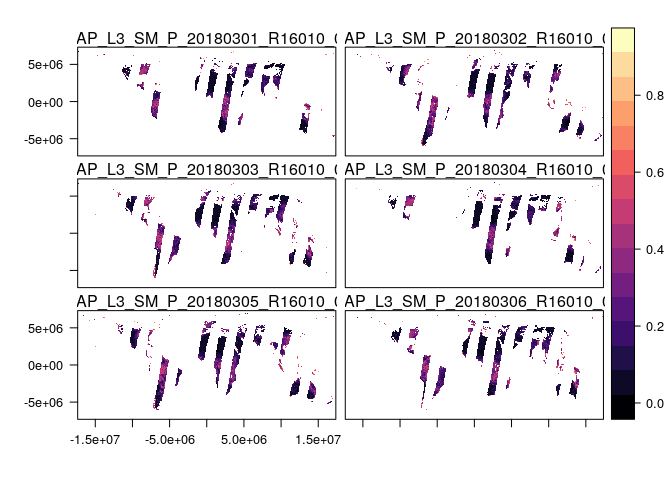 AP_L3_SM_P_20180301_R16010_
AP_L3_SM_P_20180302_R16010_
5e+06
0e+00
-5e+06
AP_L3_SM_P_20180303_R16010_
AP_L3_SM_P_20180304_R16010_
AP_L3_SM_P_20180305_R16010_
AP_L3_SM_P_20180306_R16010_
5e+06
0e+00
-5e+06
-1.5e+07 -5.0e+06 5.0e+06 1.5e+07
0.8
0.6
0.4
0.2
0.0